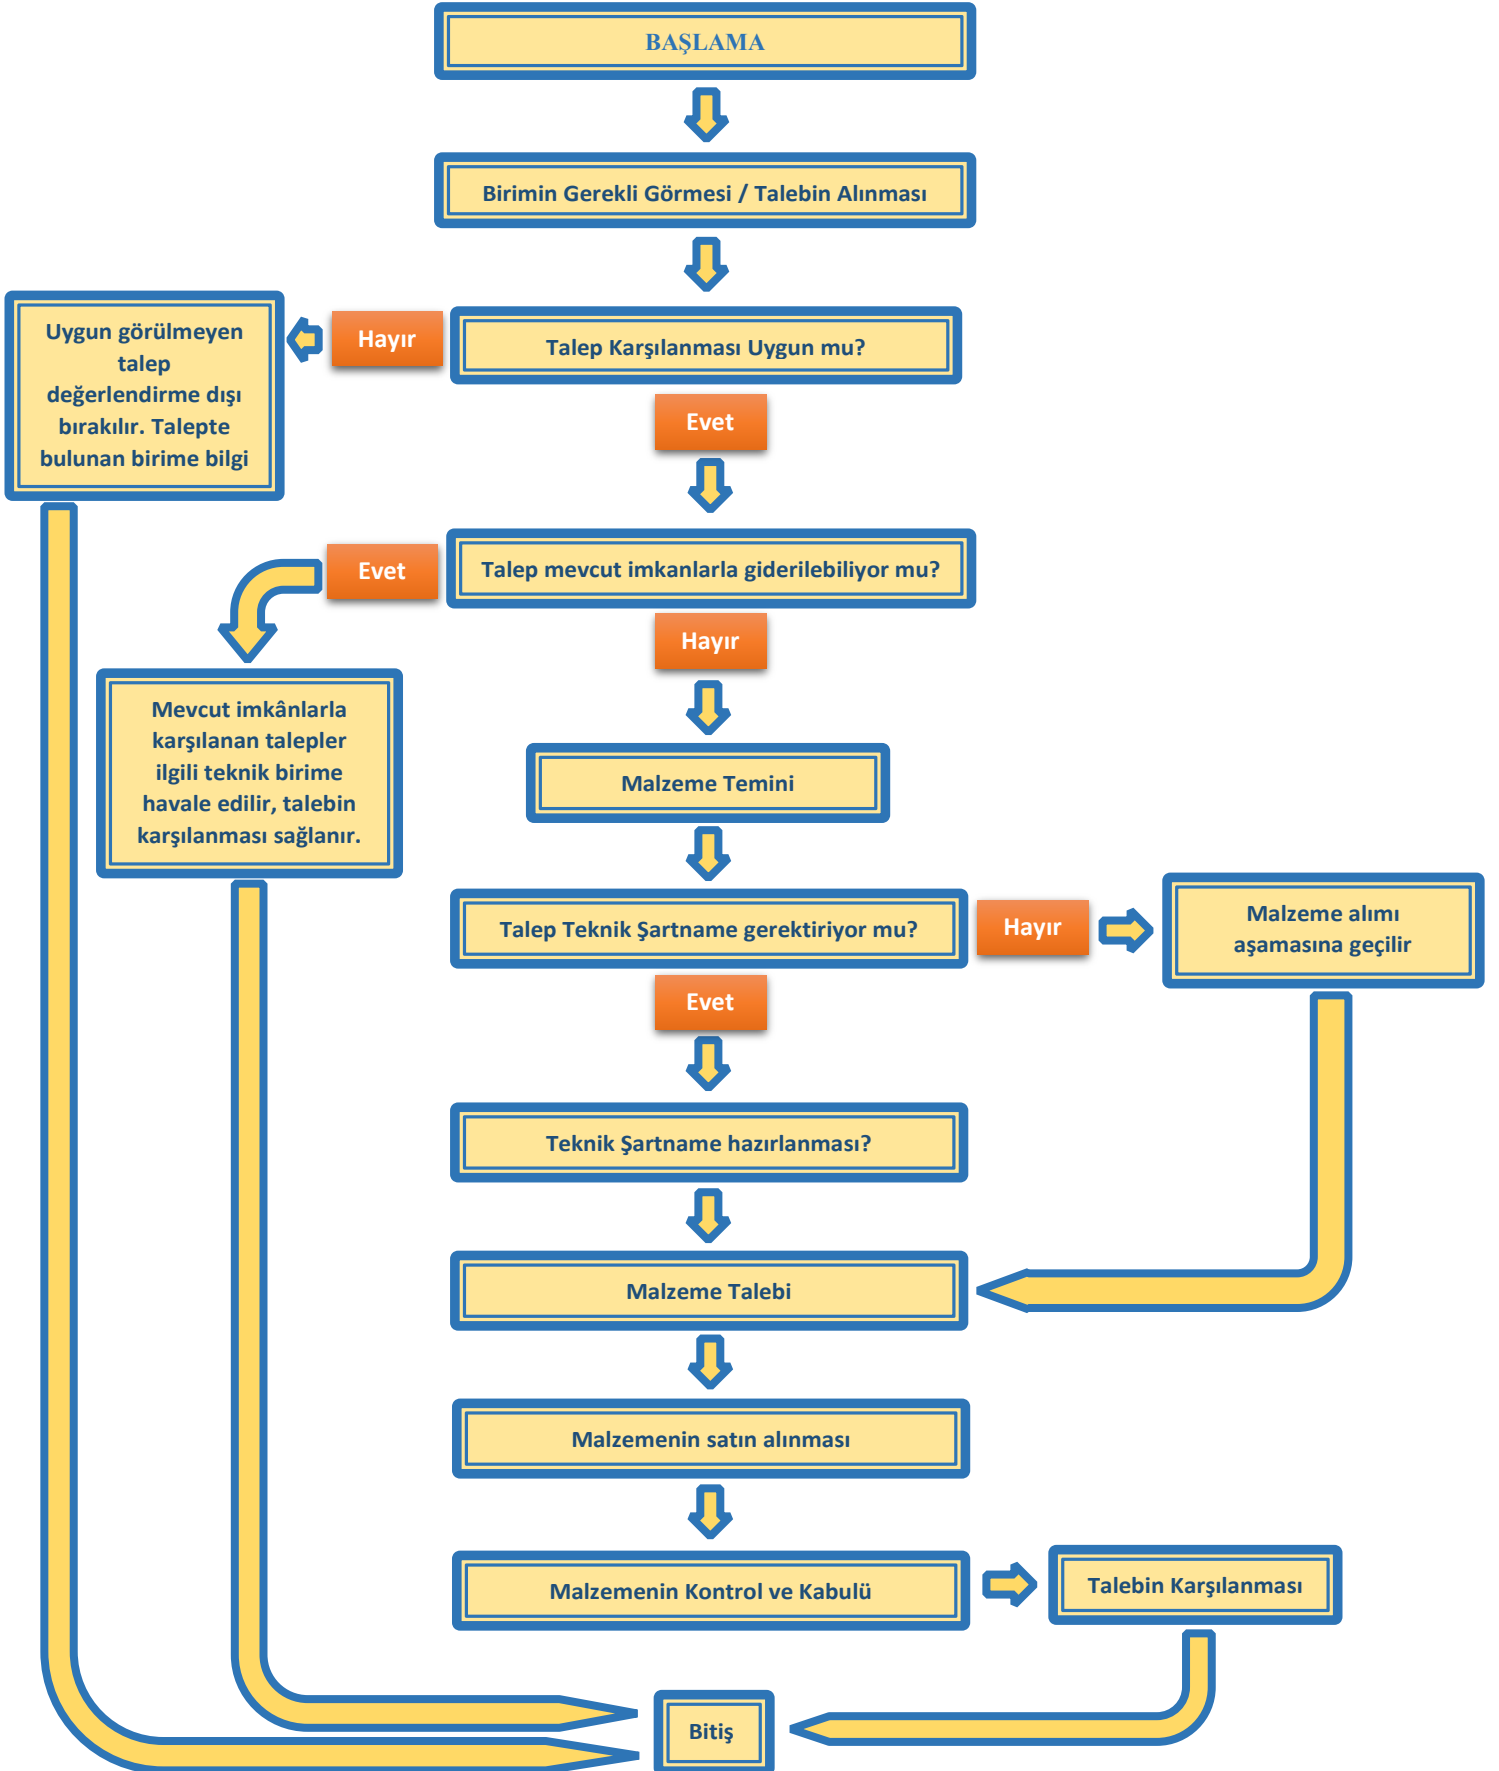 BAŞLAMA
Birimin Gerekli Görmesi / Talebin Alınması
Uygun görülmeyen
talep
değerlendirme dışı
bırakılır. Talepte
bulunan birime bilgi
Hayır
Talep Karşılanması Uygun mu?
Evet
Evet
Talep mevcut imkanlarla giderilebiliyor mu?
Hayır
Mevcut imkânlarla
karşılanan talepler
ilgili teknik birime
havale edilir, talebin
karşılanması sağlanır.
Malzeme Temini
Talep Teknik Şartname gerektiriyor mu?
Hayır
Malzeme alımı
aşamasına geçilir
Evet
Teknik Şartname hazırlanması?
Malzeme Talebi
Malzemenin satın alınması
Malzemenin Kontrol ve Kabulü
Talebin Karşılanması
Bitiş